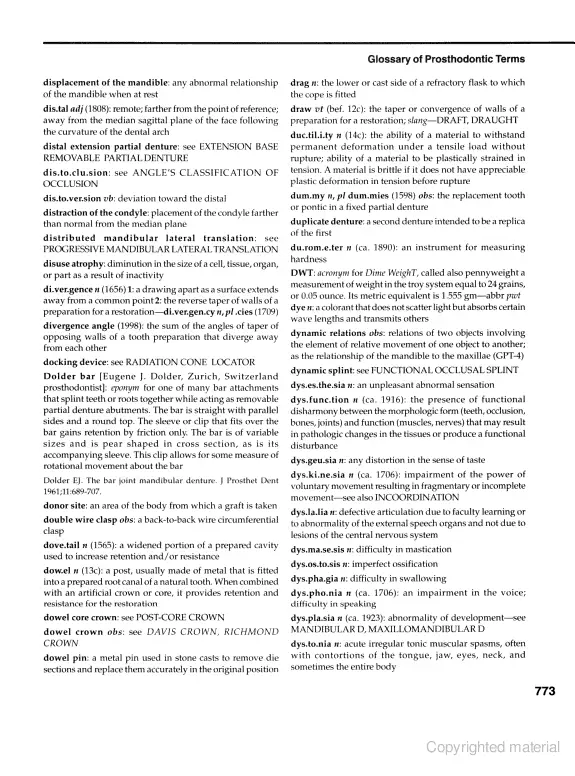 Glossary of Prosthodontic Terms
displacement of the mandible: any abnormal relationship
of the mandible when at rest
dis.tal adj (1808): remote; farther from the point of reference;
away from the median sagittal plane of the face following
the curvature of the dental arch
distal extension partial denture: see EXTENSION BASE
REMOVABLE PARTIAL DENTURE
dis.to.clu.sion: see ANGLE'S CLASSIFICATION OF
OCCLUSION
dis.to.ver.sion vb: deviation toward the distal
distraction of the condyle: placement of the condyle farther
than normal from the median plane
distributed mandibular lateral translation: see
PROGRESSIVE MANDIBULAR LATERAL TRANSLATION
disuse atrophy: diminution in the size of a cell, tissue, organ,
or part as a result of inactivity
di.ver.gence n (1656) 1: a drawing apart as a surface extends
away from a common point 2: the reverse taper of walls of a
preparation for a restoration—di.ver.gen.cy n, pl .cies (1709)
divergence angle (1998): the sum of the angles of taper of
opposing walls of a tooth preparation that diverge away
from each other
docking device: see RADIATION CONE LOCATOR
Dolder bar [Eugene J. Dolder, Zurich, Switzerland
prosthodontist]: eponym for one of many bar attachments
that splint teeth or roots together while acting as removable
partial denture abutments. The bar is straight with parallel
sides and a round top. The sleeve or clip that fits over the
bar gains retention by friction only. The bar is of variable
sizes and is pear shaped in cross section, as is its
accompanying sleeve. This clip allows for some measure of
rotational movement about the bar
Dolder EJ. The bar joint mandibular denture. J Prosthet Dent
1961;11:689-707.
donor site: an area of the body from which a graft is taken
double wire clasp obs: a back-to-back wire circumferential
clasp
dove.tail n (1565): a widened portion of a prepared cavity
used to increase retention and/or resistance
dow.el n (13c): a post, usually made of metal that is fitted
into a prepared root canal of a natural tooth. When combined
with an artificial crown or core, it provides retention and
resistance for the restoration
dowel core crown: see POST-CORE CROWN
dowel crown obs: see DAVIS CROWN, RICHMOND
CROWN
dowel pin: a metal pin used in stone casts to remove die
sections and replace them accurately in the original position
drag n: the lower or cast side of a refractory flask to which
the cope is fitted
draw vt (bef. 12c): the taper or convergence of walls of a
preparation for a restoration; slang—DRAFT, DRAUGHT
duc.til.i.ty n (14c): the ability of a material to withstand
permanent deformation under a tensile load without
rupture; ability of a material to be plastically strained in
tension. A material is brittle if it does not have appreciable
plastic deformation in tension before rupture
dum.my n, pl dum.mies (1598) obs: the replacement tooth
or pontic in a fixed partial denture
duplicate denture: a second denture intended to be a replica
of the first
du.rom.e.ter n (ca. 1890): an instrument for measuring
hardness
DWT: acronym for Dime WeighT, called also pennyweight a
measurement of weight in the troy system equal to 24 grains,
or 0.05 ounce. Its metric equivalent is 1.555 gm—abbr pwt
dye n: a colorant that does not scatter light but absorbs certain
wave lengths and transmits others
dynamic relations obs: relations of two objects involving
the element of relative movement of one object to another;
as the relationship of the mandible to the maxillae (GPT-4)
dynamic splint: see FUNCTIONAL OCCLUSAL SPLINT
dys.es.the.sia n: an unpleasant abnormal sensation
dys.func.tion n (ca. 1916): the presence of functional
disharmony between the morphologic form (teeth, occlusion,
bones, joints) and function (muscles, nerves) that may result
in pathologic changes in the tissues or produce a functional
disturbance
dys.geu.sia n: any distortion in the sense of taste
dys.ki.ne.sia n (ca. 1706): impairment of the power of
voluntary movement resulting in fragmentary or incomplete
movement—see also INCOORDINATION
dys.la.lia n: defective articulation due to faculty learning or
to abnormality of the external speech organs and not due to
lesions of the central nervous system
dys.ma.se.sis n: difficulty in mastication
dys.os.to.sis n: imperfect ossification
dys.pha.gia n: difficulty in swallowing
dys.pho.nia n (ca. 1706): an impairment in the voice;
difficulty in speaking
dys.pla.sia n (ca. 1923): abnormality of development—see
MANDIBULAR D, MAXILLOMANDIBULAR D
dys.to.nia n: acute irregular tonic muscular spasms, often
with contortions of the tongue, jaw, eyes, neck, and
sometimes the entire body
773
Copyrighted material